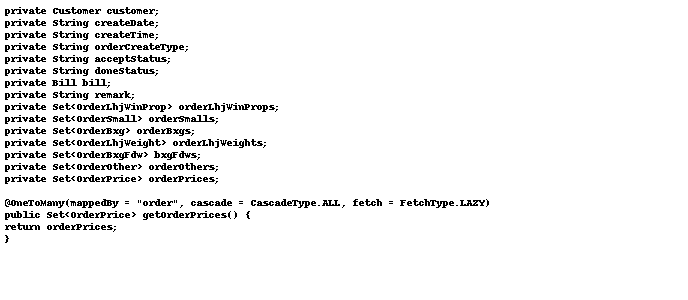 private Customer customer;
private String createDate;
private String createTime;
private String orderCreateType;
private String acceptStatus;
private String doneStatus;
private Bill bill;
private String remark;
private Set<OrderLhjWinProp> orderLhjWinProps;
private Set<OrderSmall> orderSmalls;
private Set<OrderBxg> orderBxgs;
private Set<OrderLhjWeight> orderLhjWeights;
private Set<OrderBxgFdw> bxgFdws;
private Set<OrderOther> orderOthers;
private Set<OrderPrice> orderPrices;
@OneToMany(mappedBy = "order", cascade = CascadeType.ALL, fetch = FetchType.LAZY)
public Set<OrderPrice> getOrderPrices() {
return orderPrices;
}